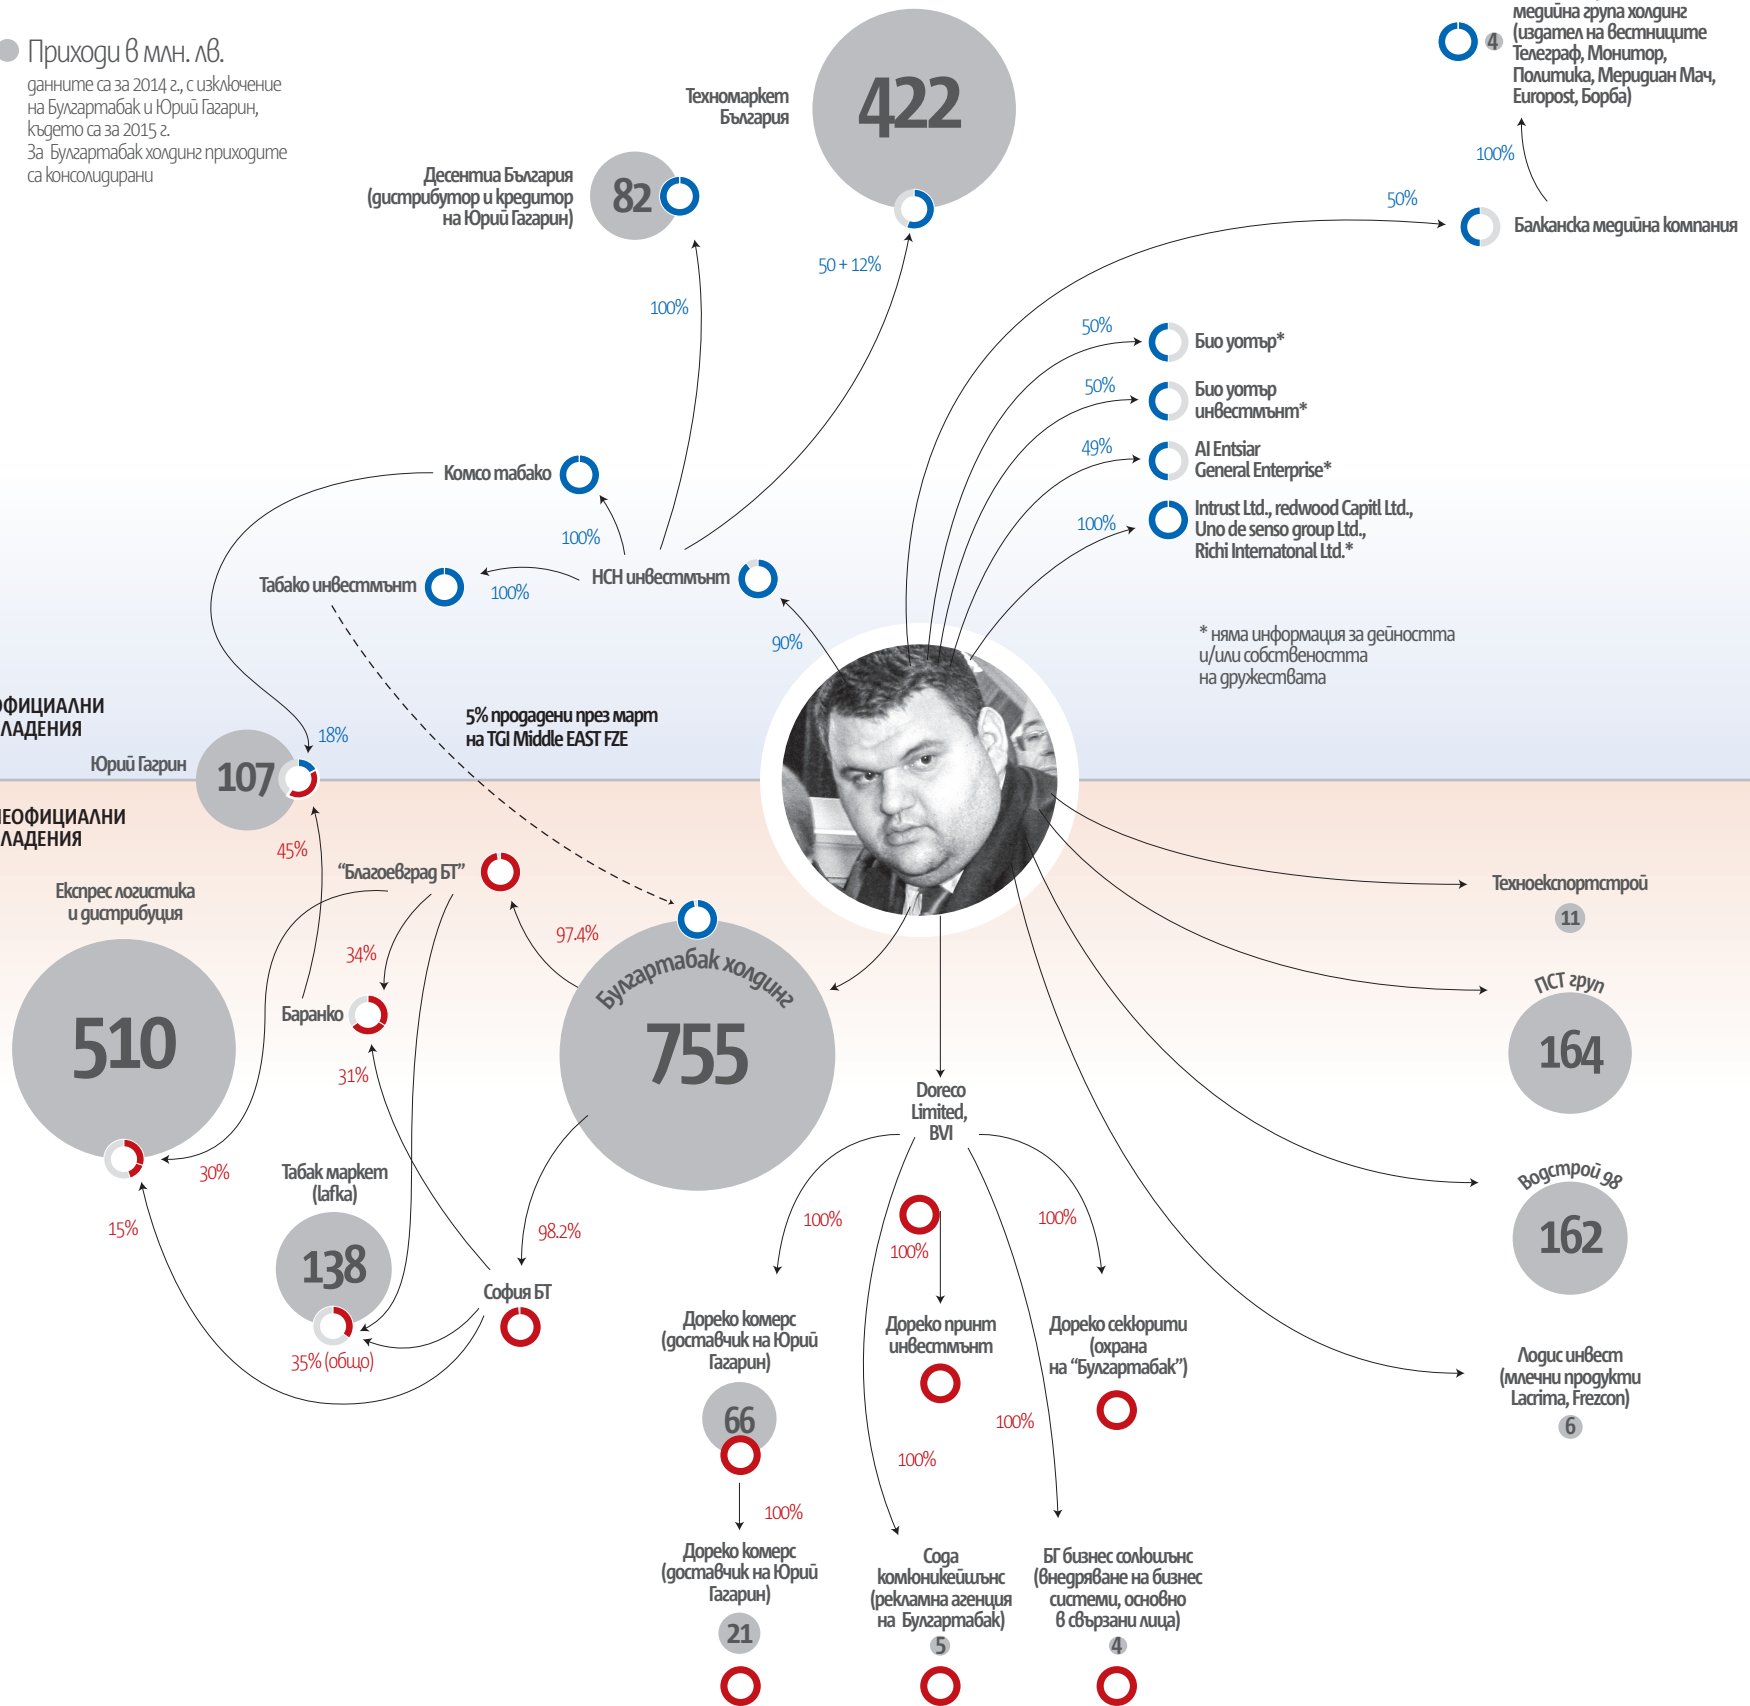 Приходи в млн. лв.
данните са за 2014 г., с изключение
на Булгартабак и Юрий Гагарин,
където са за 2015 г.
За Булгартабак холдинг приходите
са консолидирани
Техномаркет
България
422
Десентиа България
(дистрибутор и кредитор
на Юрий Гагарин)
82
медийна група холдинг
(издател на вестниците
Телеграф, Монитор,
Политика, Меридиан Мач,
Europost, Борба)
4
100%
50%
Балканска медийна компания
50 + 12%
100%
50%
Био уотър*
50%
Био уотър
инвестмънт*
49%
AI Entsiar
General Enterprise*
100%
Intrust Ltd., redwood Capitl Ltd.,
Uno de senso group Ltd.,
Richi Internatonal Ltd.*
* няма информация за дейността
и/или собствеността
на дружествата
Комсо табако
100%
НСН инвестмънт
Табако инвестмънт
100%
90%
5% продадени през март
на TGI Middle EAST FZE
ОФИЦИАЛНИ
ЛАДЕНИЯ
18%
Юрий Гагрин
107
НЕОФИЦИАЛНИ
ЛАДЕНИЯ
45%
"Благоевград БТ"
Експрес логистика
и дистрибуция
510
34%
97.4%
Баранко
31%
Булгартабак холдинг
755
30%
15%
Табак маркет
(lafka)
138
35% (общо)
98.2%
София БТ
Doreco
Limited,
BVI
100%
100%
100%
Дореко комерс
(доставчик на Юрий
Гагарин)
66
100%
Дореко комерс
(доставчик на Юрий
Гагарин)
21
Дореко принт
инвестмънт
Дореко секюрити
(охрана
на "Булгартабак")
100%
100%
Сода
комюникейшънс
(рекламна агенция
на Булгартабак)
5
БГ бизнес солюшънс
(внедряване на бизнес
системи, основно
в свързани лица)
4
Техноекспортстрой
11
ПСТ груп
164
Водстрой 98
162
Лодис инвест
(млечни продукти
Lacrima, Frezcon)
6